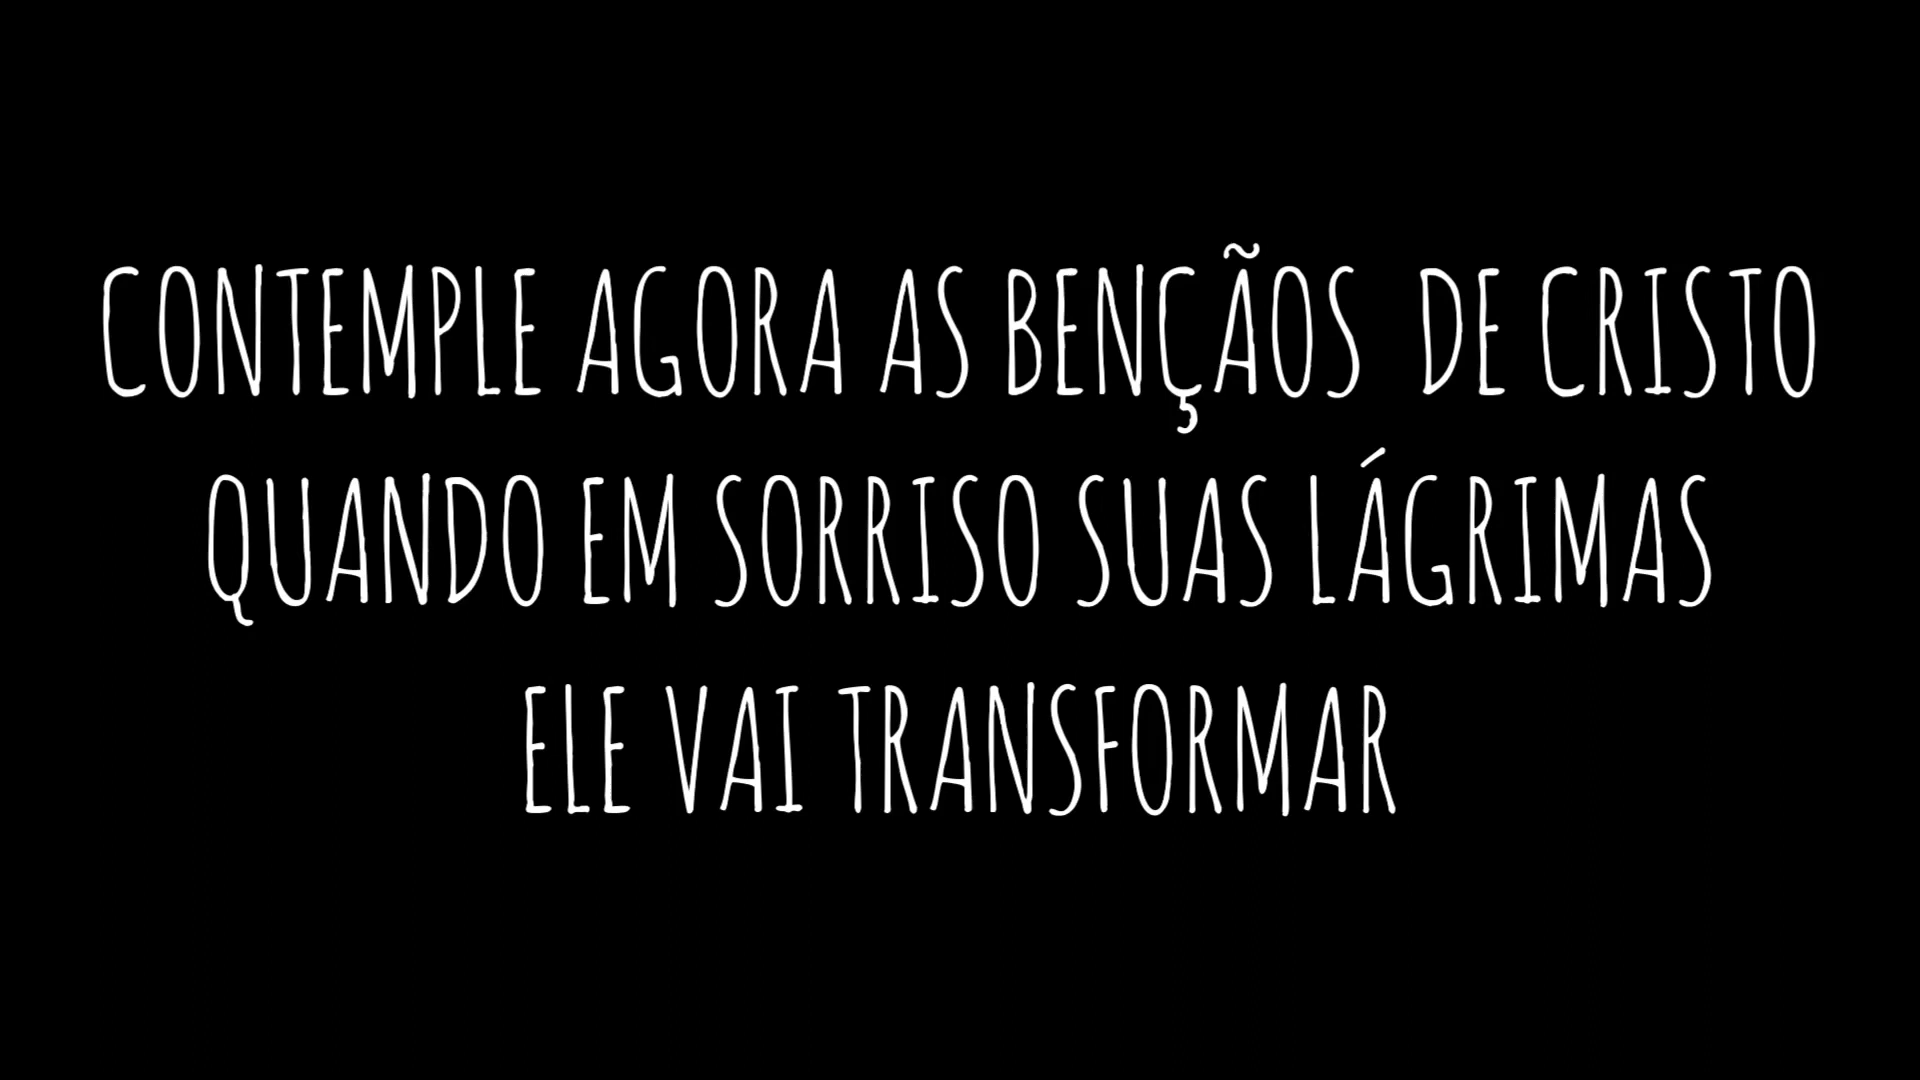 CONTEMPLE AGORA AS BENÇÃOS DE CRISTO
QUANDO EM SORRISO SUAS LÁGRIMAS
ELE VAI TRANSFORMAR